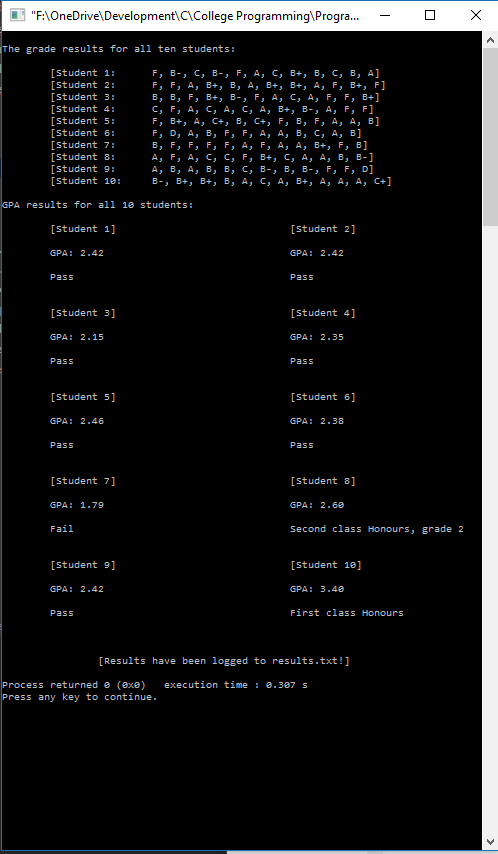 "F:\OneDrive\Development\C\College Programming\Progra...
The grade results for all ten students:
[Student 1: F, B-, C, B-, F, A, C, B+, B, C, B, A]
[Student 2: F, F, A, B+, B, A, B+, B+, A, F, B+, F]
[Student 3: B, B, F, B+, B-, F, A, C, A, F, F, B+]
[Student 4: C, F, A, C, A, C, A, B+, B-, A, F, F]
[Student 5: F, B+, A, C+, B, C+, F, B, F, A, A, B]
[Student 6: F, D, A, B, F, F, A, A, B, C, A, B]
[Student 7: B, F, F, F, F, A, F, A, A, B+, F, B]
[Student 8: A, F, A, C, C, F, B+, C, A, A, B, B-]
[Student 9: A, B, A, B, B, C, B-, B, B-, F, F, D]
[Student 10: B-, B+, B+, B, A, C, A, B+, A, A, A, C+]
GPA results for all 10 students:
[Student 1] [Student 2]
GPA: 2.42 GPA: 2.42
Pass Pass
[Student 3] [Student 4]
GPA: 2.15 GPA: 2.35
Pass Pass
[Student 5] [Student 6]
GPA: 2.46 GPA: 2.38
Pass Pass
[Student 7] [Student 8]
GPA: 1.79 GPA: 2.60
Fail Second class Honours, grade 2
[Student 9] [Student 10]
GPA: 2.42 GPA: 3.40
Pass First class Honours
[Results have been logged to results.txt!]
Process returned 0 (0x0) execution time : 0.307 s
Press any key to continue.